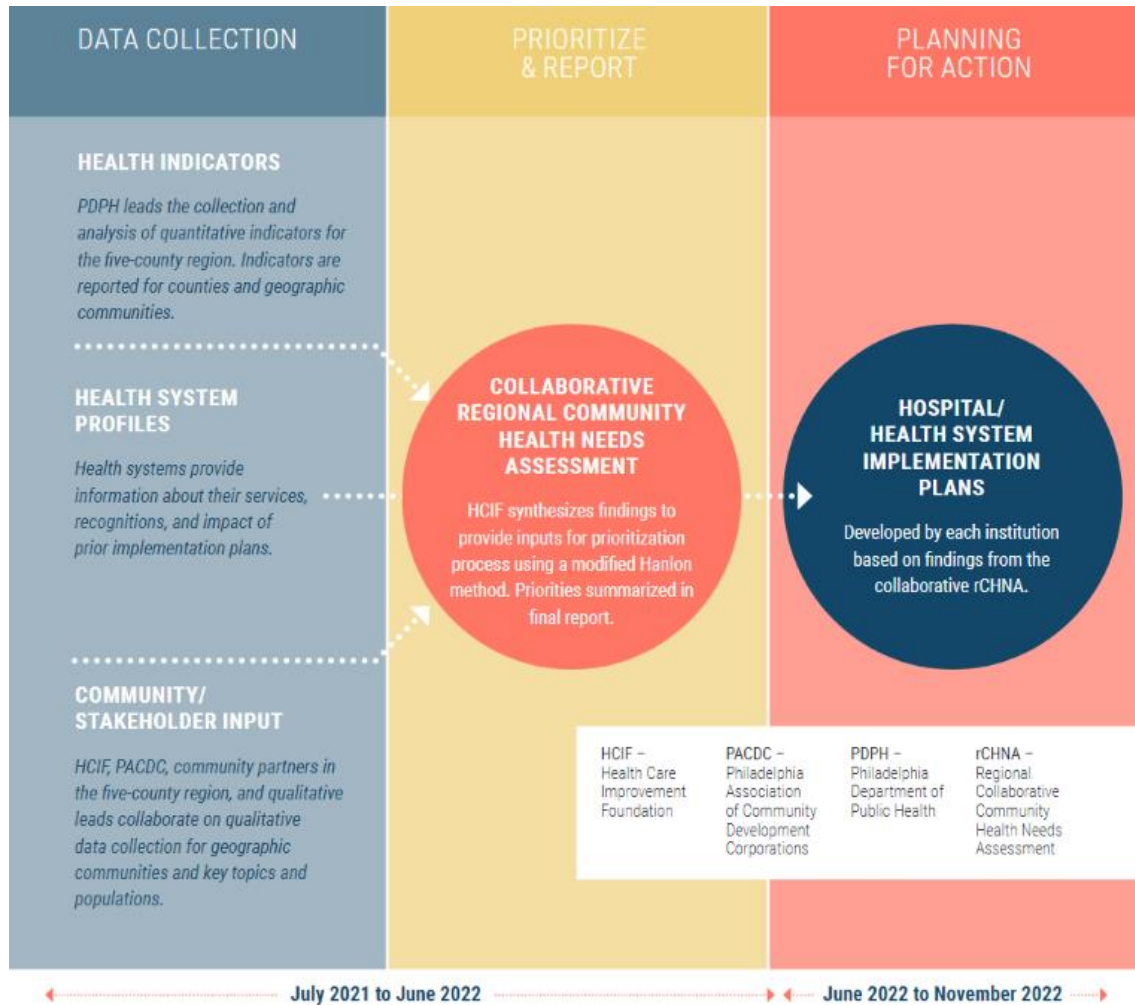 DATA COLLECTION
PRIORITIZE
& REPORT
PLANNING
FOR ACTION
HEALTH INDICATORS
PDPH leads the collection and
analysis of quantitative indicators for
the five-county region. Indicators are
reported for counties and geographic
communities.
HEALTH SYSTEM
PROFILES
Health systems provide
information about their services,
recognitions, and impact of
prior implementation plans.
COMMUNITY/
STAKEHOLDER INPUT
HCIF, PACDC, community partners in
the five-county region, and qualitative
leads collaborate on qualitative
data collection for geographic
communities and key topics and
populations.
COLLABORATIVE
REGIONAL COMMUNITY
HEALTH NEEDS
ASSESSMENT
HCIF synthesizes findings to
provide inputs for prioritization
process using a modified Hanlon
method. Priorities summarized in
final report.
HOSPITAL/
HEALTH SYSTEM
IMPLEMENTATION
PLANS
Developed by each institution
based on findings from the
collaborative rCHNA.
HCIF –
Health Care
Improvement
Foundation
PACDC –
Philadelphia
Association
of Community
Development
Corporations
PDPH –
Philadelphia
Department of
Public Health
rCHNA –
Regional
Collaborative
Community
Health Needs
Assessment
July 2021 to June 2022
June 2022 to November 2022